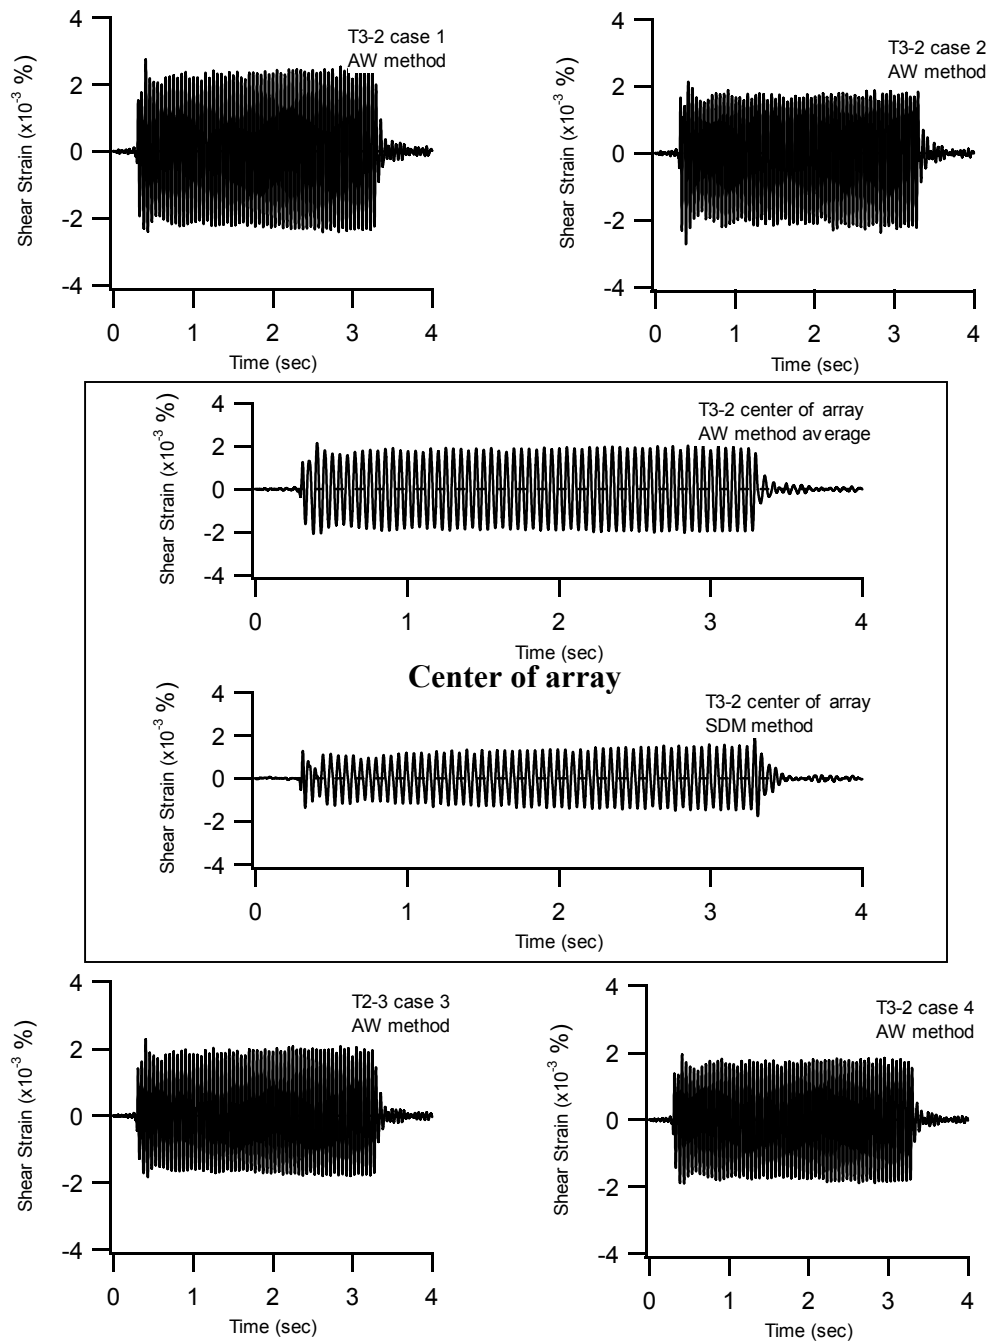 4
2
0
-2
-4
Shear Strain (x10-3 %)
T3-2 case 1
AW method
0 1 2 3 4
Time (sec)
4
2
0
-2
-4
Shear Strain (x10-3 %)
T3-2 case 2
AW method
0 1 2 3 4
Time (sec)
4
2
0
-2
-4
Shear Strain (x10-3 %)
T3-2 center of array
AW method average
0 1 2 3 4
Time (sec)
Center of array
4
2
0
-2
-4
Shear Strain (x10-3 %)
T3-2 center of array
SDM method
0 1 2 3 4
Time (sec)
4
2
0
-2
-4
Shear Strain (x10-3 %)
T2-3 case 3
AW method
0 1 2 3 4
Time (sec)
4
2
0
-2
-4
Shear Strain (x10-3 %)
T3-2 case 4
AW method
0 1 2 3 4
Time (sec)